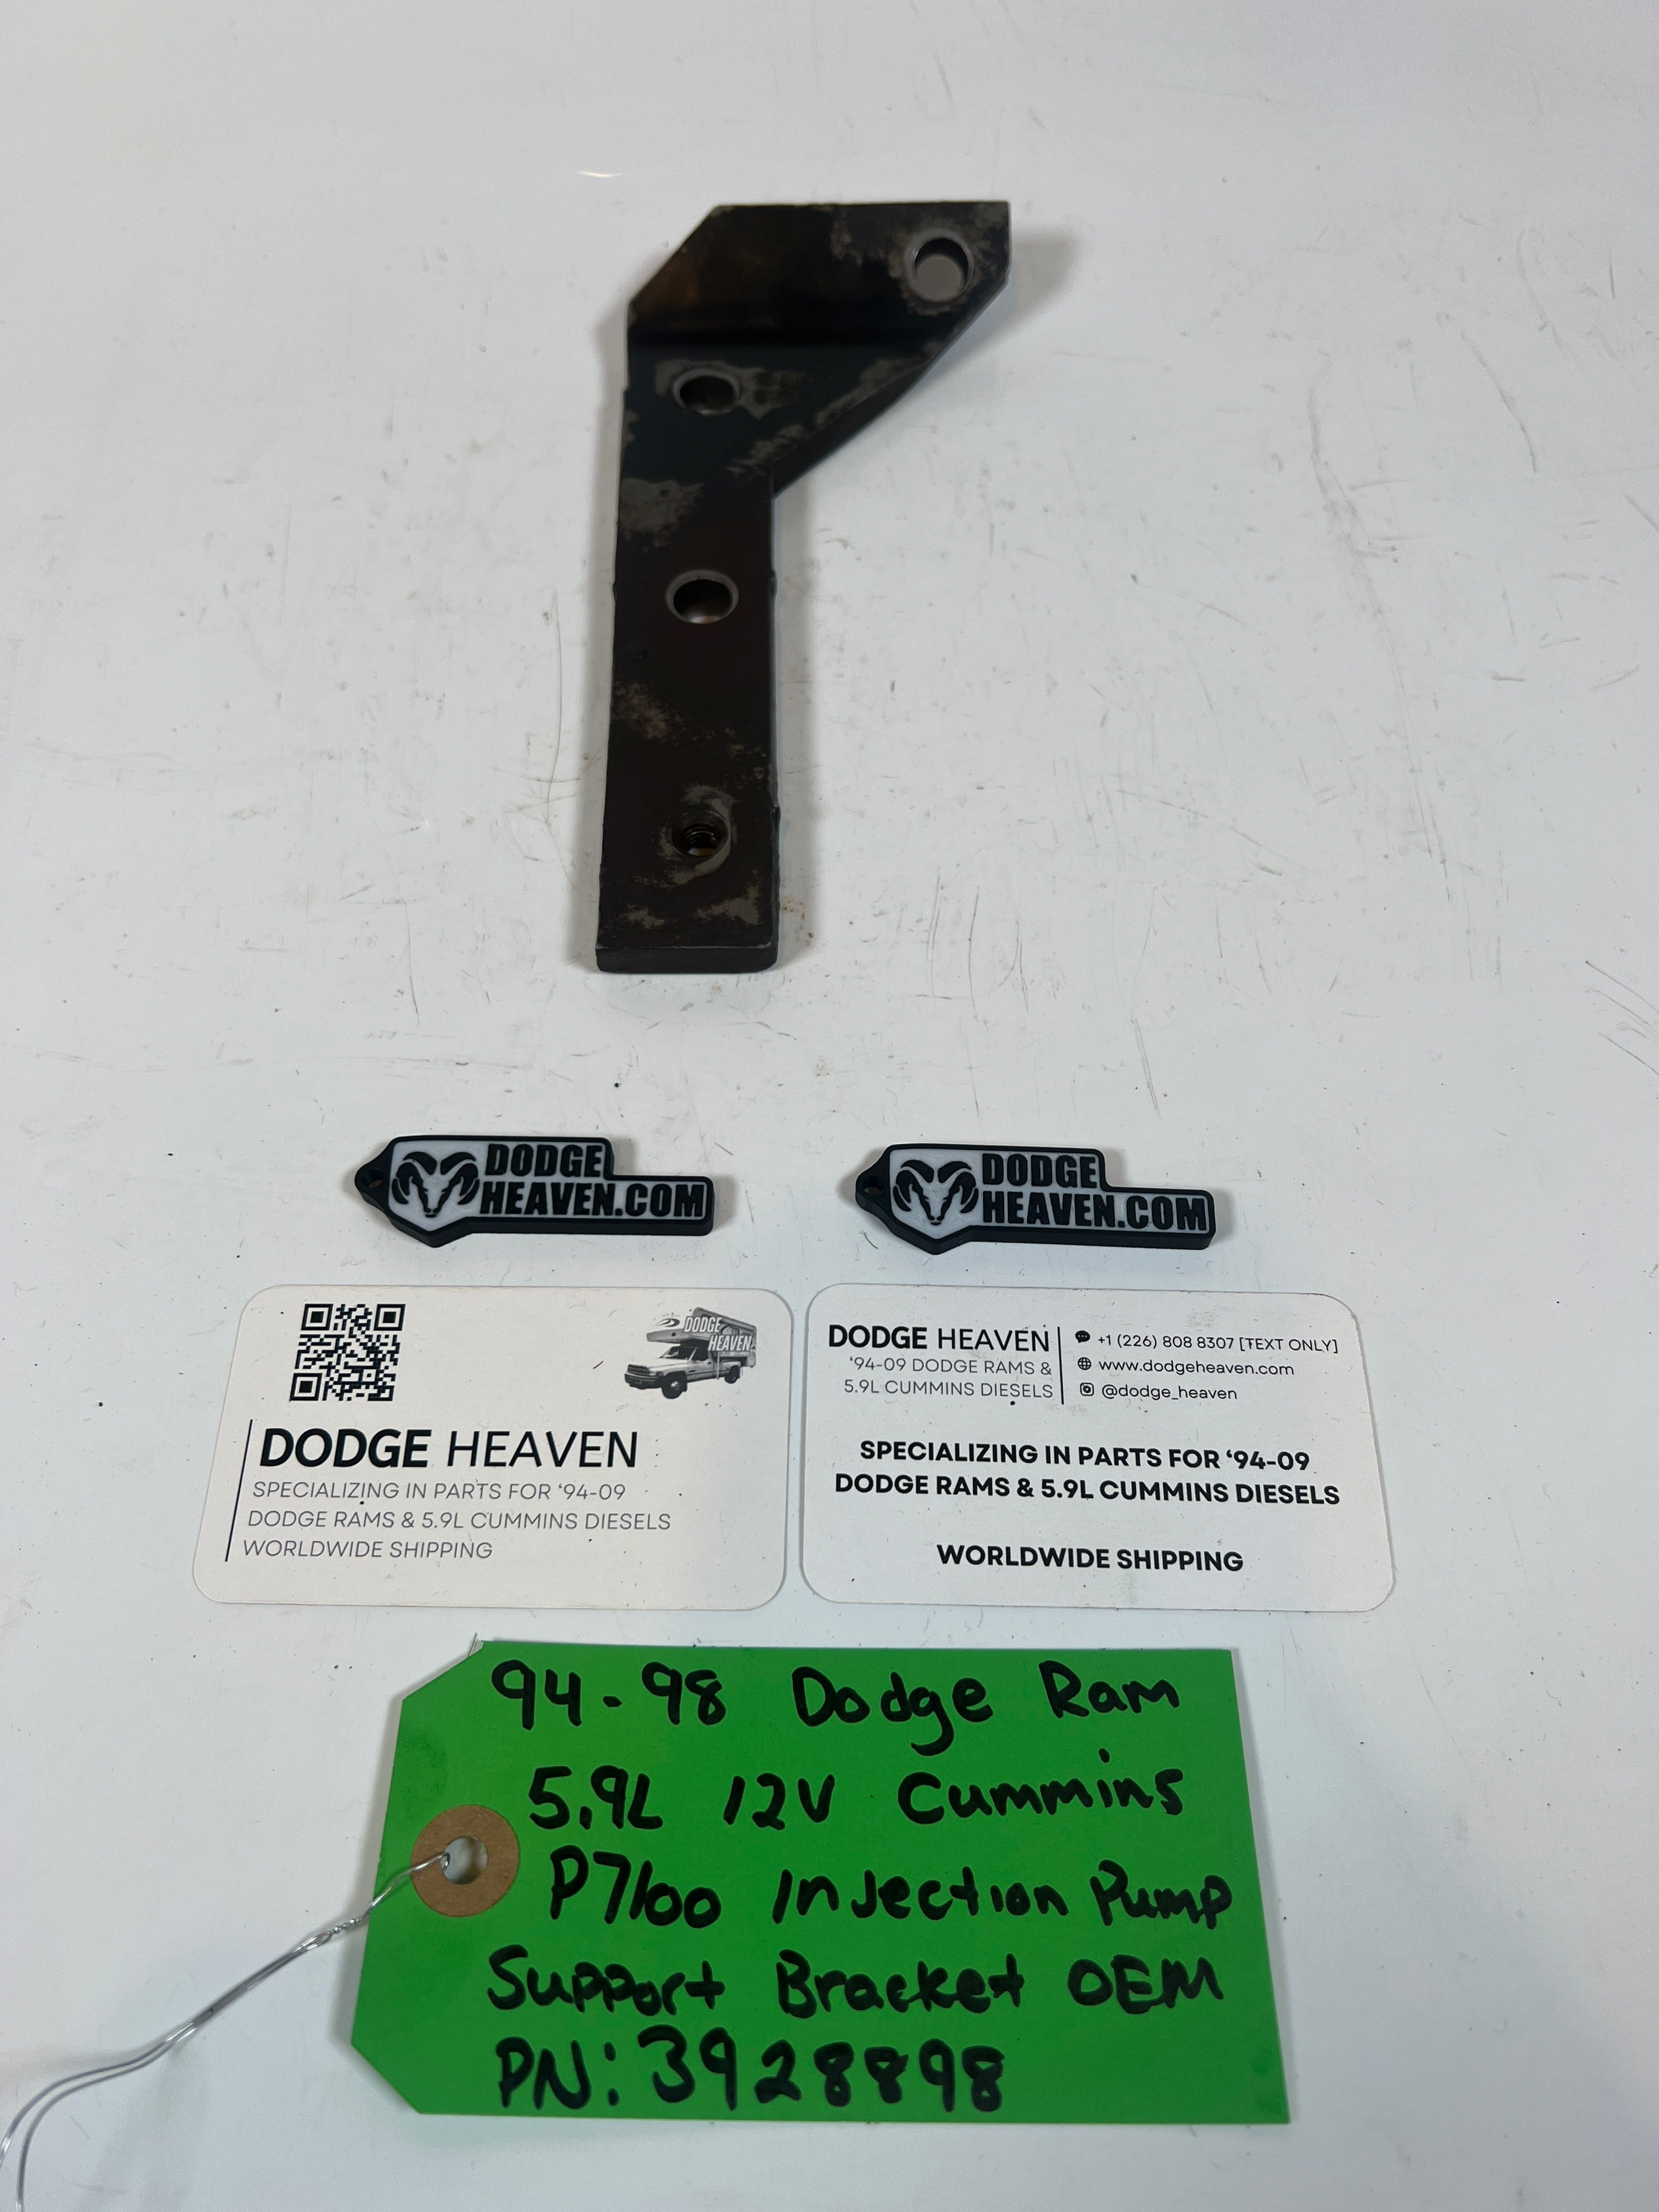 DODGE
HEAVEN.COM
DODGE
HEAVEN.COM
DODGE
HEAVEN
DODGE HEAVEN
SPECIALIZING IN PARTS FOR ‘94-09
DODGE RAMS & 5.9L CUMMINS DIESELS
WORLDWIDE SHIPPING
DODGE HEAVEN
‘94-09 DODGE RAMS &
5.9L CUMMINS DIESELS
+1 (226) 808 8307 [TEXT ONLY]
www.dodgeheaven.com
@dodge_heaven
SPECIALIZING IN PARTS FOR ‘94-09
DODGE RAMS & 5.9L CUMMINS DIESELS
WORLDWIDE SHIPPING
94-98 Dodge Ram
5.9L 12V Cummins
P7100 Injection Pump
Support Bracket OEM
PN: 3928898